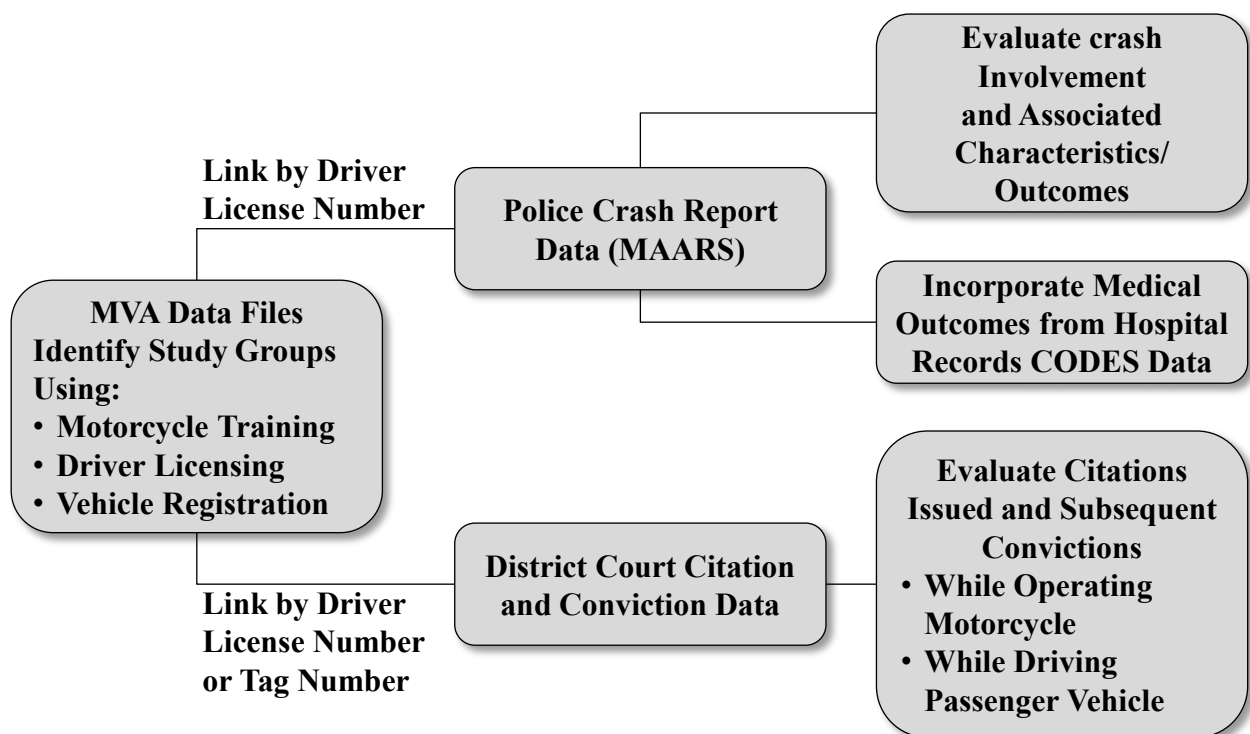 MVA Data Files
Identify Study Groups
Using:
• Motorcycle Training
• Driver Licensing
• Vehicle Registration
Link by Driver
License Number
Police Crash Report
Data (MAARS)
Evaluate crash
Involvement
and Associated
Characteristics/
Outcomes
Incorporate Medical
Outcomes from Hospital
Records CODES Data
Link by Driver
License Number
or Tag Number
District Court Citation
and Conviction Data
Evaluate Citations
Issued and Subsequent
Convictions
• While Operating
Motorcycle
• While Driving
Passenger Vehicle